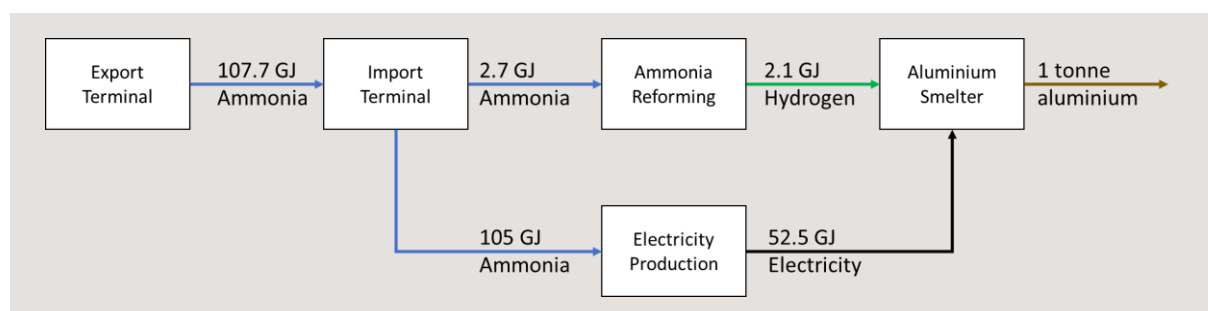 Export
Terminal
107.7 GJ
Ammonia
Import
Terminal
2.7 GJ
Ammonia
Ammonia
Reforming
2.1 GJ
Hydrogen
Aluminium
Smelter
1 tonne
aluminium
105 GJ
Ammonia
Electricity
Production
52.5 GJ
Electricity